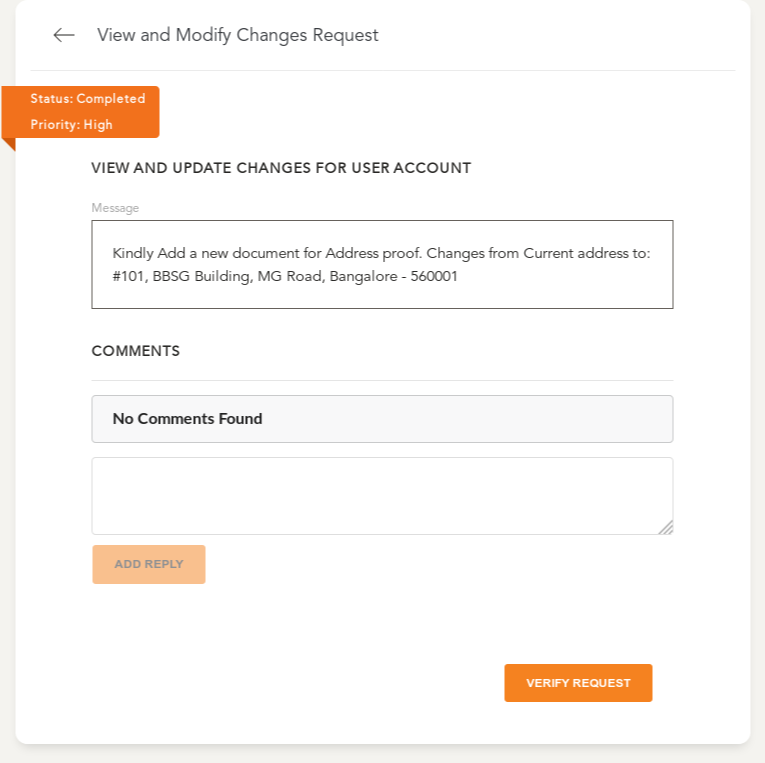 View and Modify Changes Request
Status: Completed
Priority: High
VIEW AND UPDATE CHANGES FOR USER ACCOUNT
Message
Kindly Add a new document for Address proof. Changes from Current address to:
#101, BBSG Building, MG Road, Bangalore - 560001
COMMENTS
No Comments Found
ADD REPLY
VERIFY REQUEST